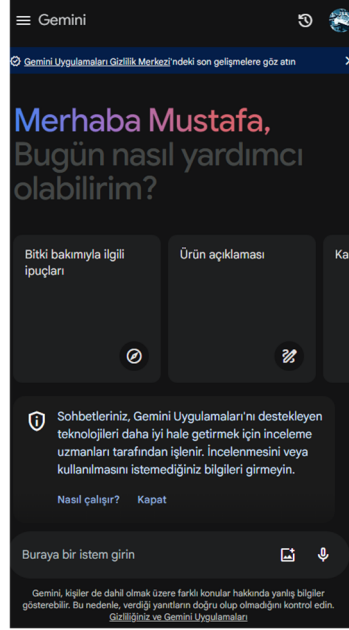 Gemini
Gemini Uygulamaları Gizlilik Merkezi'ndeki son gelişmelere göz atın
Merhaba Mustafa,
Bugün nasıl yardımcı
olabilirim?
Bitki bakımıyla ilgili
ipuçları
Ürün açıklaması
Ka
Sohbetleriniz, Gemini Uygulamaları'nı destekleyen
teknolojileri daha iyi hale getirmek için inceleme
uzmanları tarafından işlenir. İncelenmesini veya
kullanılmasını istemediğiniz bilgileri girmeyin.
Nasıl çalışır? Kapat
Buraya bir istem girin
Gemini, kişiler de dahil olmak üzere farklı konular hakkında yanlış bilgiler
gösterebilir. Bu nedenle, verdiği yanıtların doğru olup olmadığını kontrol edin.
Gizliliğiniz ve Gemini Uygulamaları